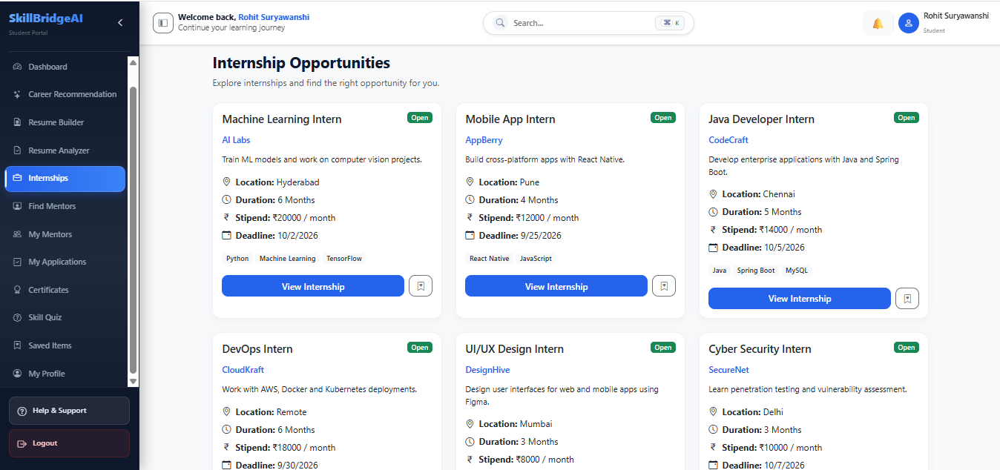 SkillBridgeAI
Student Portal
Dashboard
Career Recommendation
Resume Builder
Resume Analyzer
Internships
Find Mentors
My Mentors
My Applications
Certificates
Skill Quiz
Saved Items
My Profile
Help & Support
Logout
Welcome back, Rohit Suryawanshi
Continue your learning journey
Search...
⌘ K
Rohit Suryawanshi
Student
Internship Opportunities
Explore internships and find the right opportunity for you.
Machine Learning Intern
Open
AI Labs
Train ML models and work on computer vision projects.
Location: Hyderabad
Duration: 6 Months
₹ Stipend: ₹20000 / month
Deadline: 10/2/2026
Python Machine Learning TensorFlow
View Internship
Mobile App Intern
Open
AppBerry
Build cross-platform apps with React Native.
Location: Pune
Duration: 4 Months
₹ Stipend: ₹12000 / month
Deadline: 9/25/2026
React Native JavaScript
View Internship
Java Developer Intern
Open
CodeCraft
Develop enterprise applications with Java and Spring
Boot.
Location: Chennai
Duration: 5 Months
₹ Stipend: ₹14000 / month
Deadline: 10/5/2026
Java Spring Boot MySQL
View Internship
DevOps Intern
Open
CloudKraft
Work with AWS, Docker and Kubernetes deployments.
Location: Remote
Duration: 6 Months
₹ Stipend: ₹18000 / month
Deadline: 9/30/2026
UI/UX Design Intern
Open
DesignHive
Design user interfaces for web and mobile apps using
Figma.
Location: Mumbai
Duration: 3 Months
₹ Stipend: ₹8000 / month
Cyber Security Intern
Open
SecureNet
Learn penetration testing and vulnerability assessment.
Location: Delhi
Duration: 3 Months
₹ Stipend: ₹10000 / month
Deadline: 10/7/2026